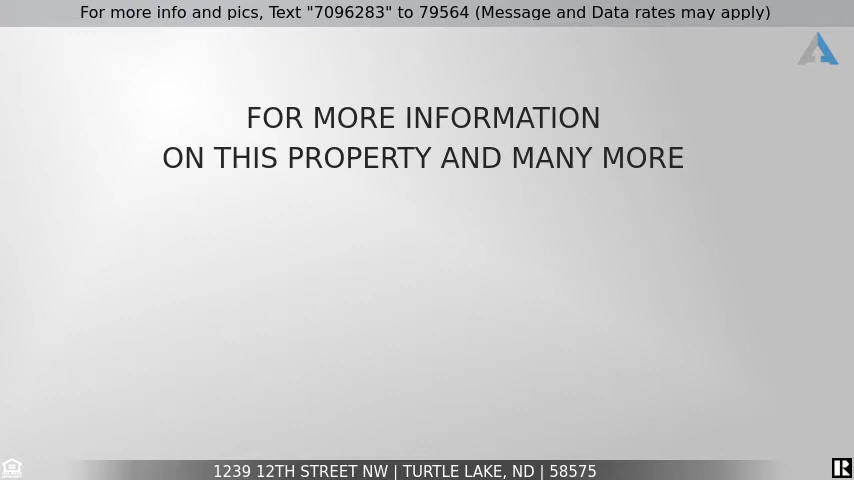 For more info and pics, Text "7096283" to 79564 (Message and Data rates may apply)
FOR MORE INFORMATION
ON THIS PROPERTY AND MANY MORE
1239 12TH STREET NW | TURTLE LAKE, ND | 58575